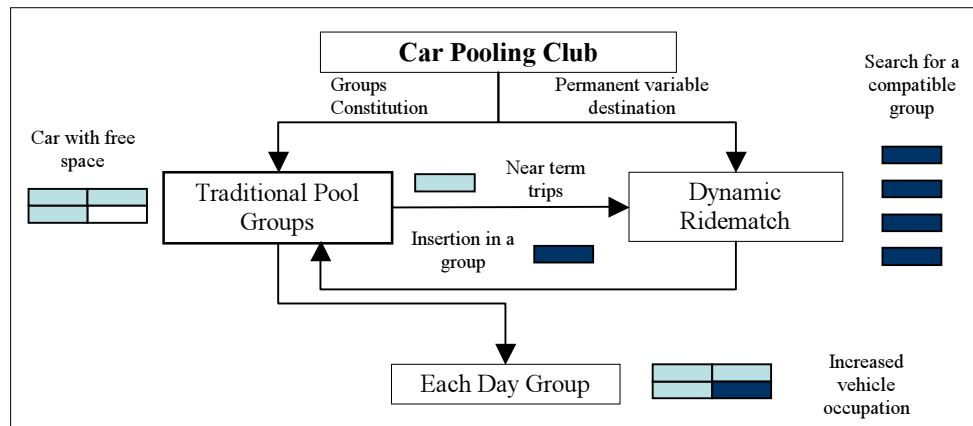 Car Pooling Club
Search for a
compatible
group
Groups
Constitution
Permanent variable
destination
Car with free
space
Traditional Pool
Groups
Near term
trips
Dynamic
Ridematch
Insertion in a
group
Each Day Group
Increased
vehicle
occupation